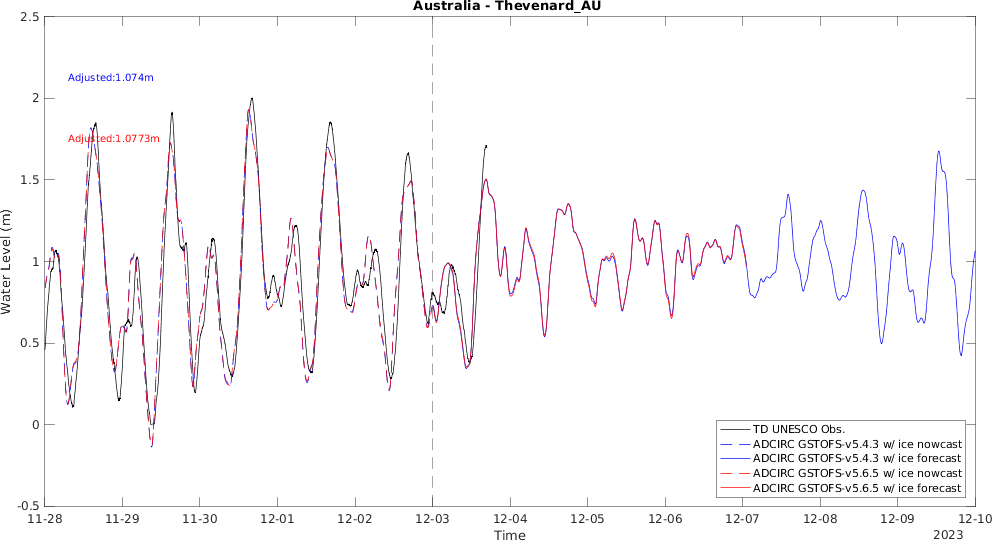 Australia - Thevenard_AU
2.5
2
1.5
1
0.5
0
-0.5
Water Level (m)
Adjusted:1.074m
Adjusted:1.0773m
TD UNESCO Obs.
ADCIRC GSTOFS-v5.4.3 w/ ice nowcast
ADCIRC GSTOFS-v5.4.3 w/ ice forecast
ADCIRC GSTOFS-v5.6.5 w/ ice nowcast
ADCIRC GSTOFS-v5.6.5 w/ ice forecast
11-28 11-29 11-30 12-01 12-02 12-03 12-04 12-05 12-06 12-07 12-08 12-09 12-10
Time
2023